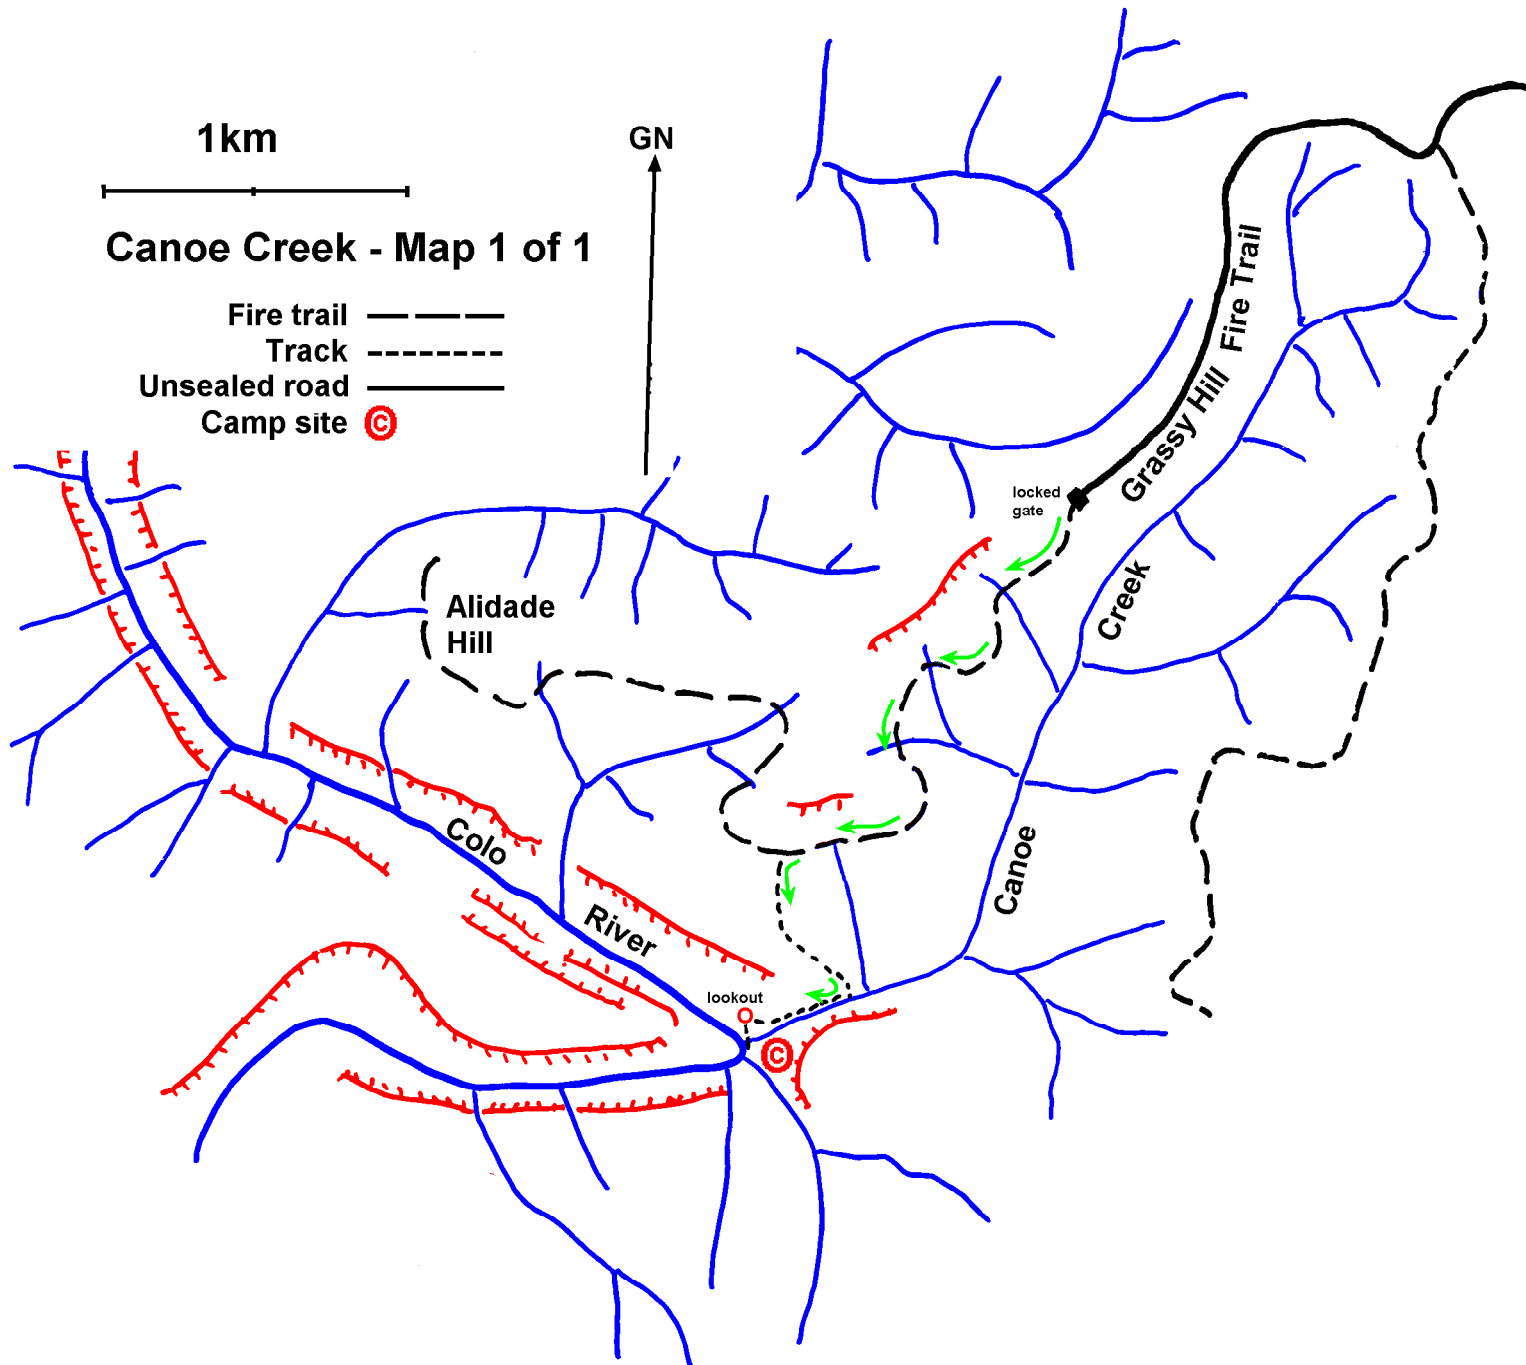 1km
GN
Canoe Creek - Map 1 of 1
Fire trail
Track
Unsealed road
Camp site C
Grassy Hill Fire Trail
locked
gate
Alidade
Hill
Creek
Canoe
Colo
River
lookout
C